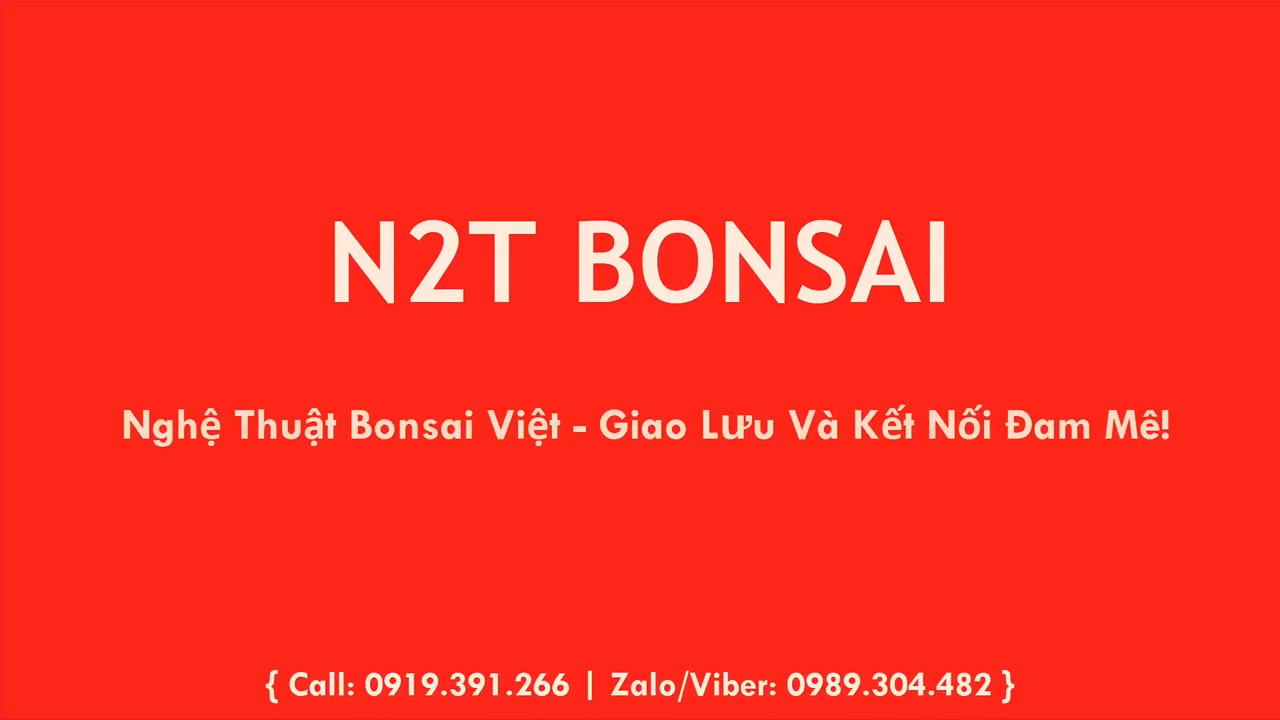 N2T BONSAI
Nghệ Thuật Bonsai Việt - Giao Lưu Và Kết Nối Đam Mê!
{ Call: 0919.391.266 | Zalo/Viber: 0989.304.482 }